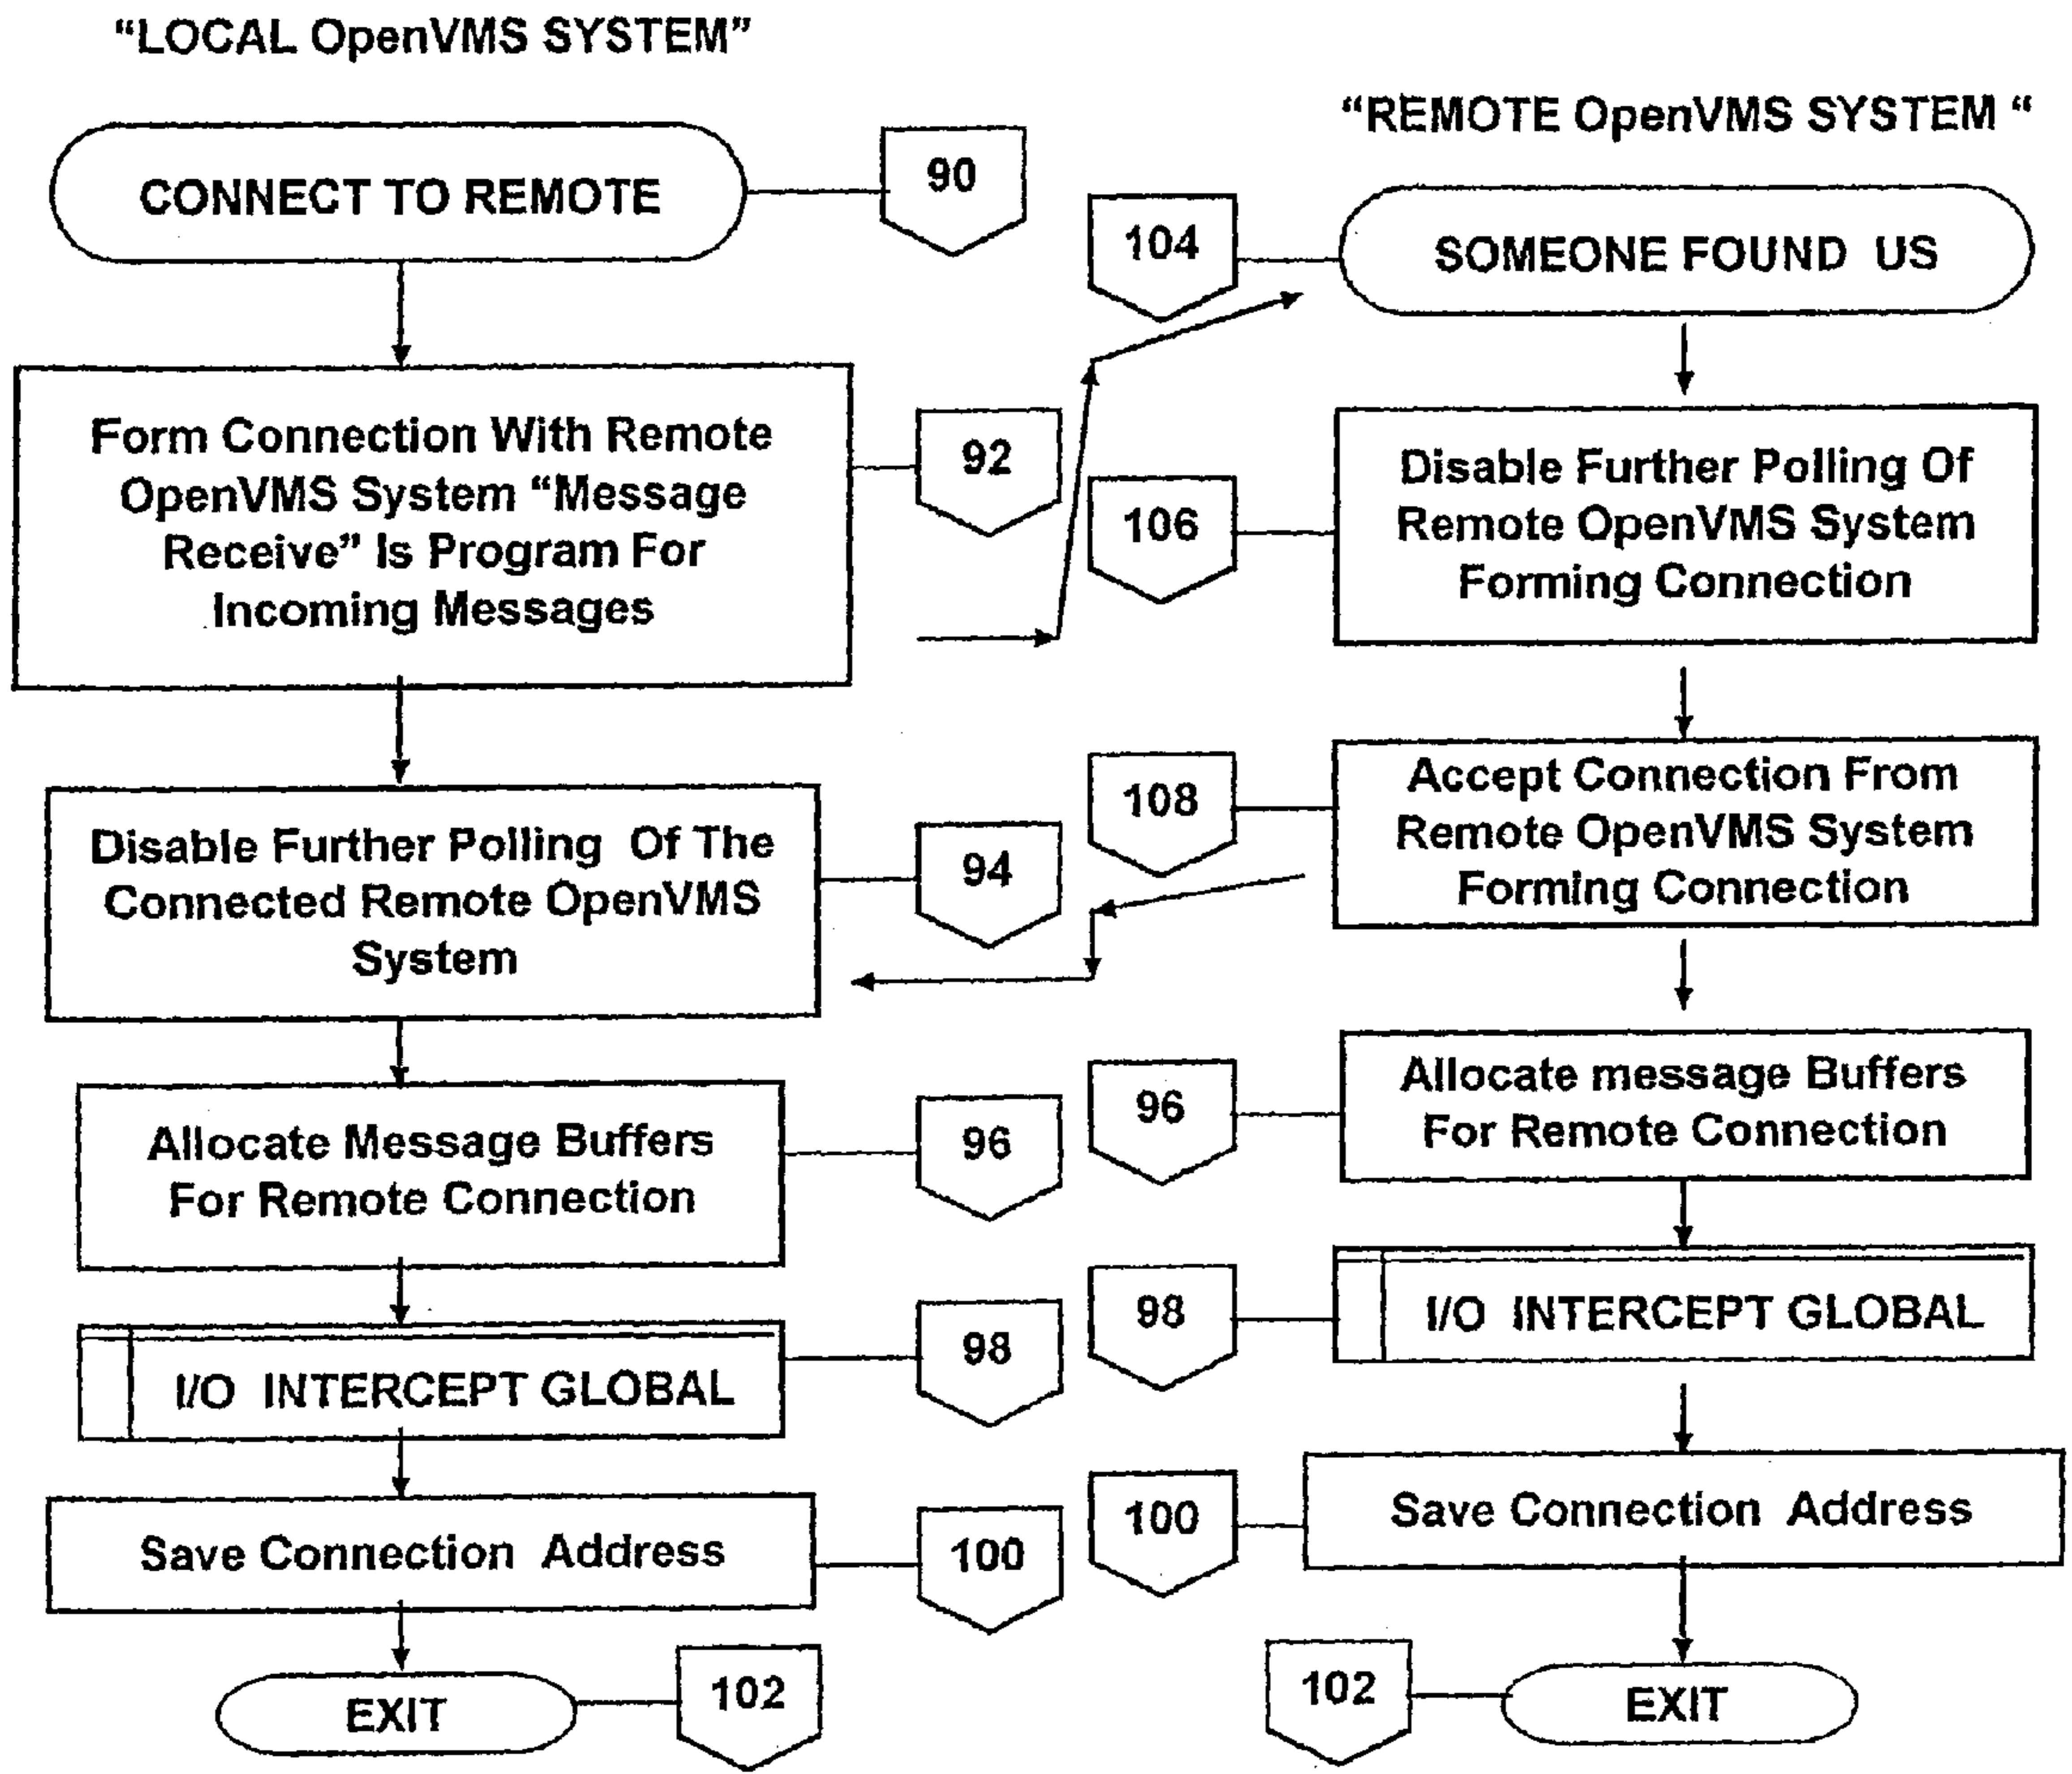 “LOCAL OpenVMS SYSTEM”
CONNECT TO REMOTE
90
Form Connection With Remote
OpenVMS System “Message
Receive” Is Program For
Incoming Messages
92
Disable Further Polling Of The
Connected Remote OpenVMS
System
94
Allocate Message Buffers
For Remote Connection
96
I/O INTERCEPT GLOBAL
98
Save Connection Address
100
EXIT
102
“REMOTE OpenVMS SYSTEM “
104
SOMEONE FOUND US
106
Disable Further Polling Of
Remote OpenVMS System
Forming Connection
108
Accept Connection From
Remote OpenVMS System
Forming Connection
96
Allocate message Buffers
For Remote Connection
98
I/O INTERCEPT GLOBAL
100
Save Connection Address
102
EXIT